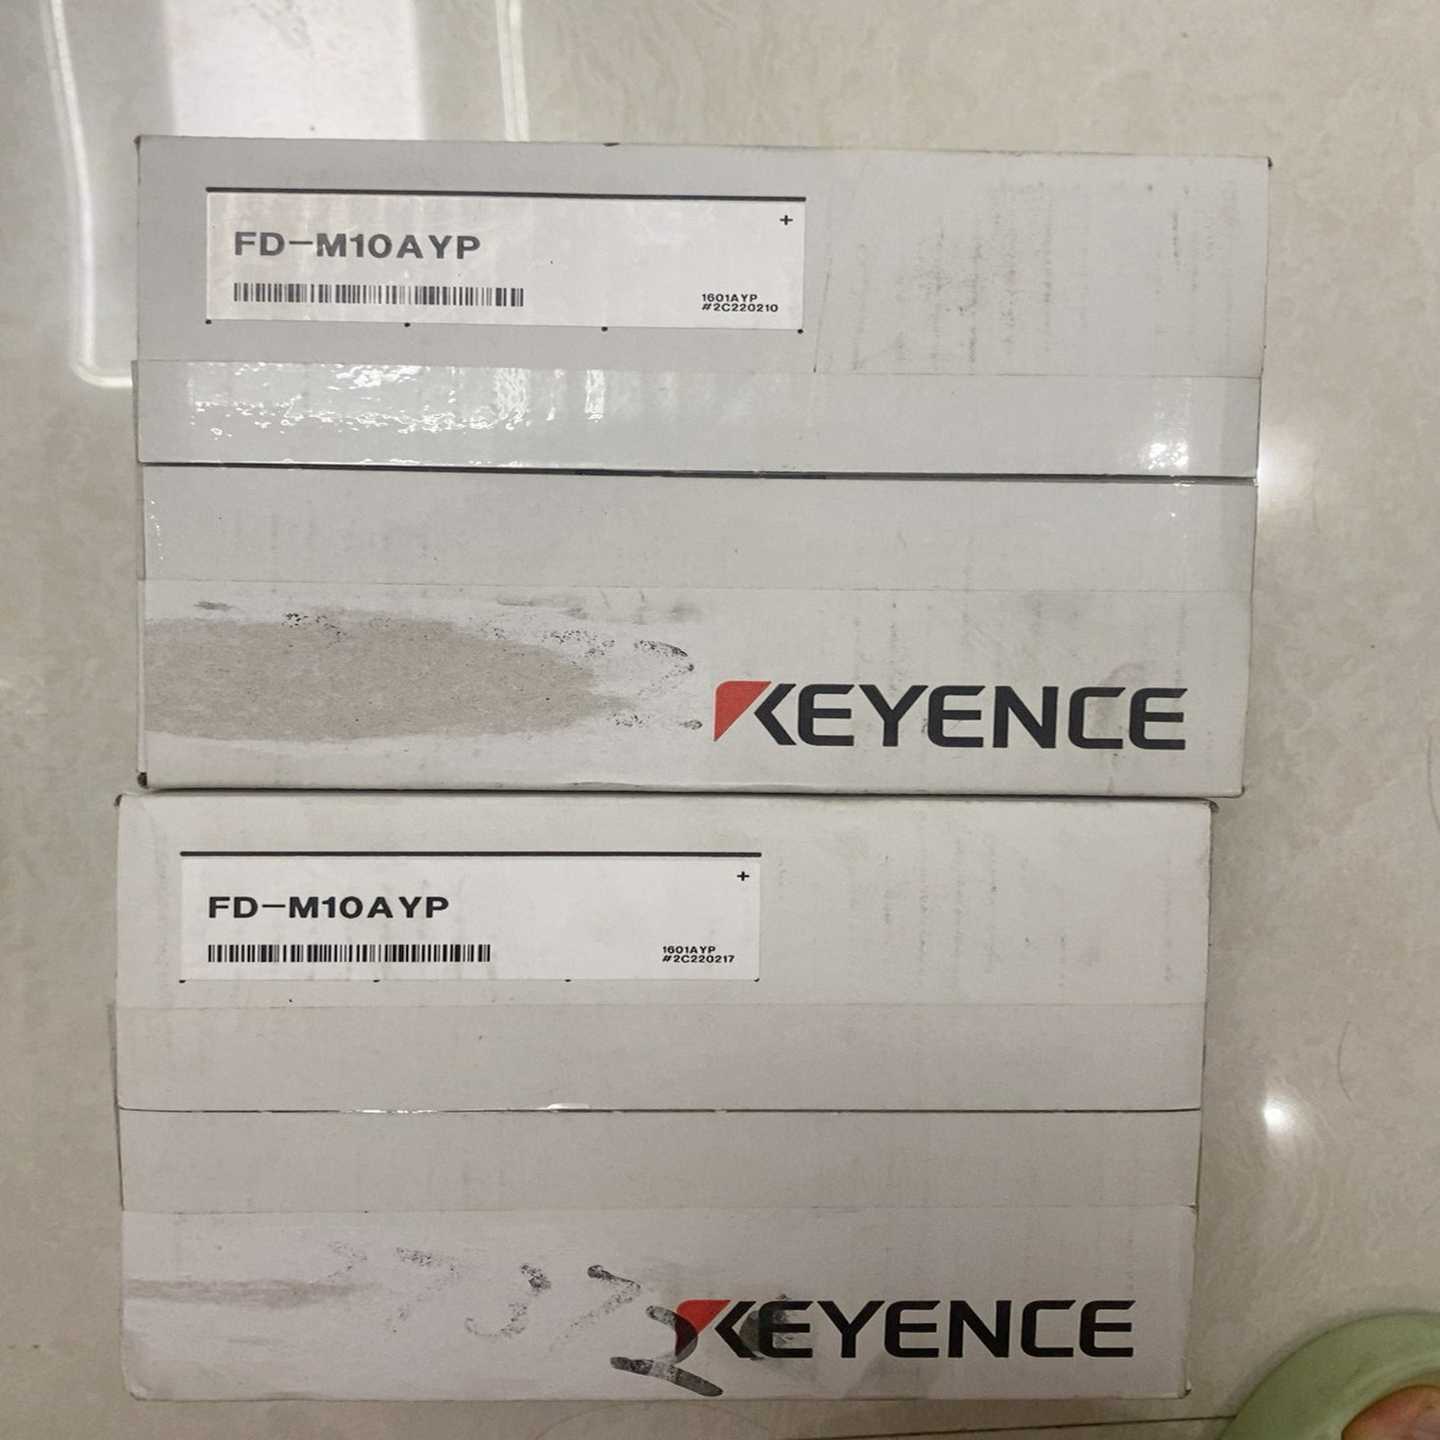 FD-M10AYP
+
1601AYP
#2C220210
KEYENCE
FD-M10AYP
+
1601AYP
#2C220217
KEYENCE